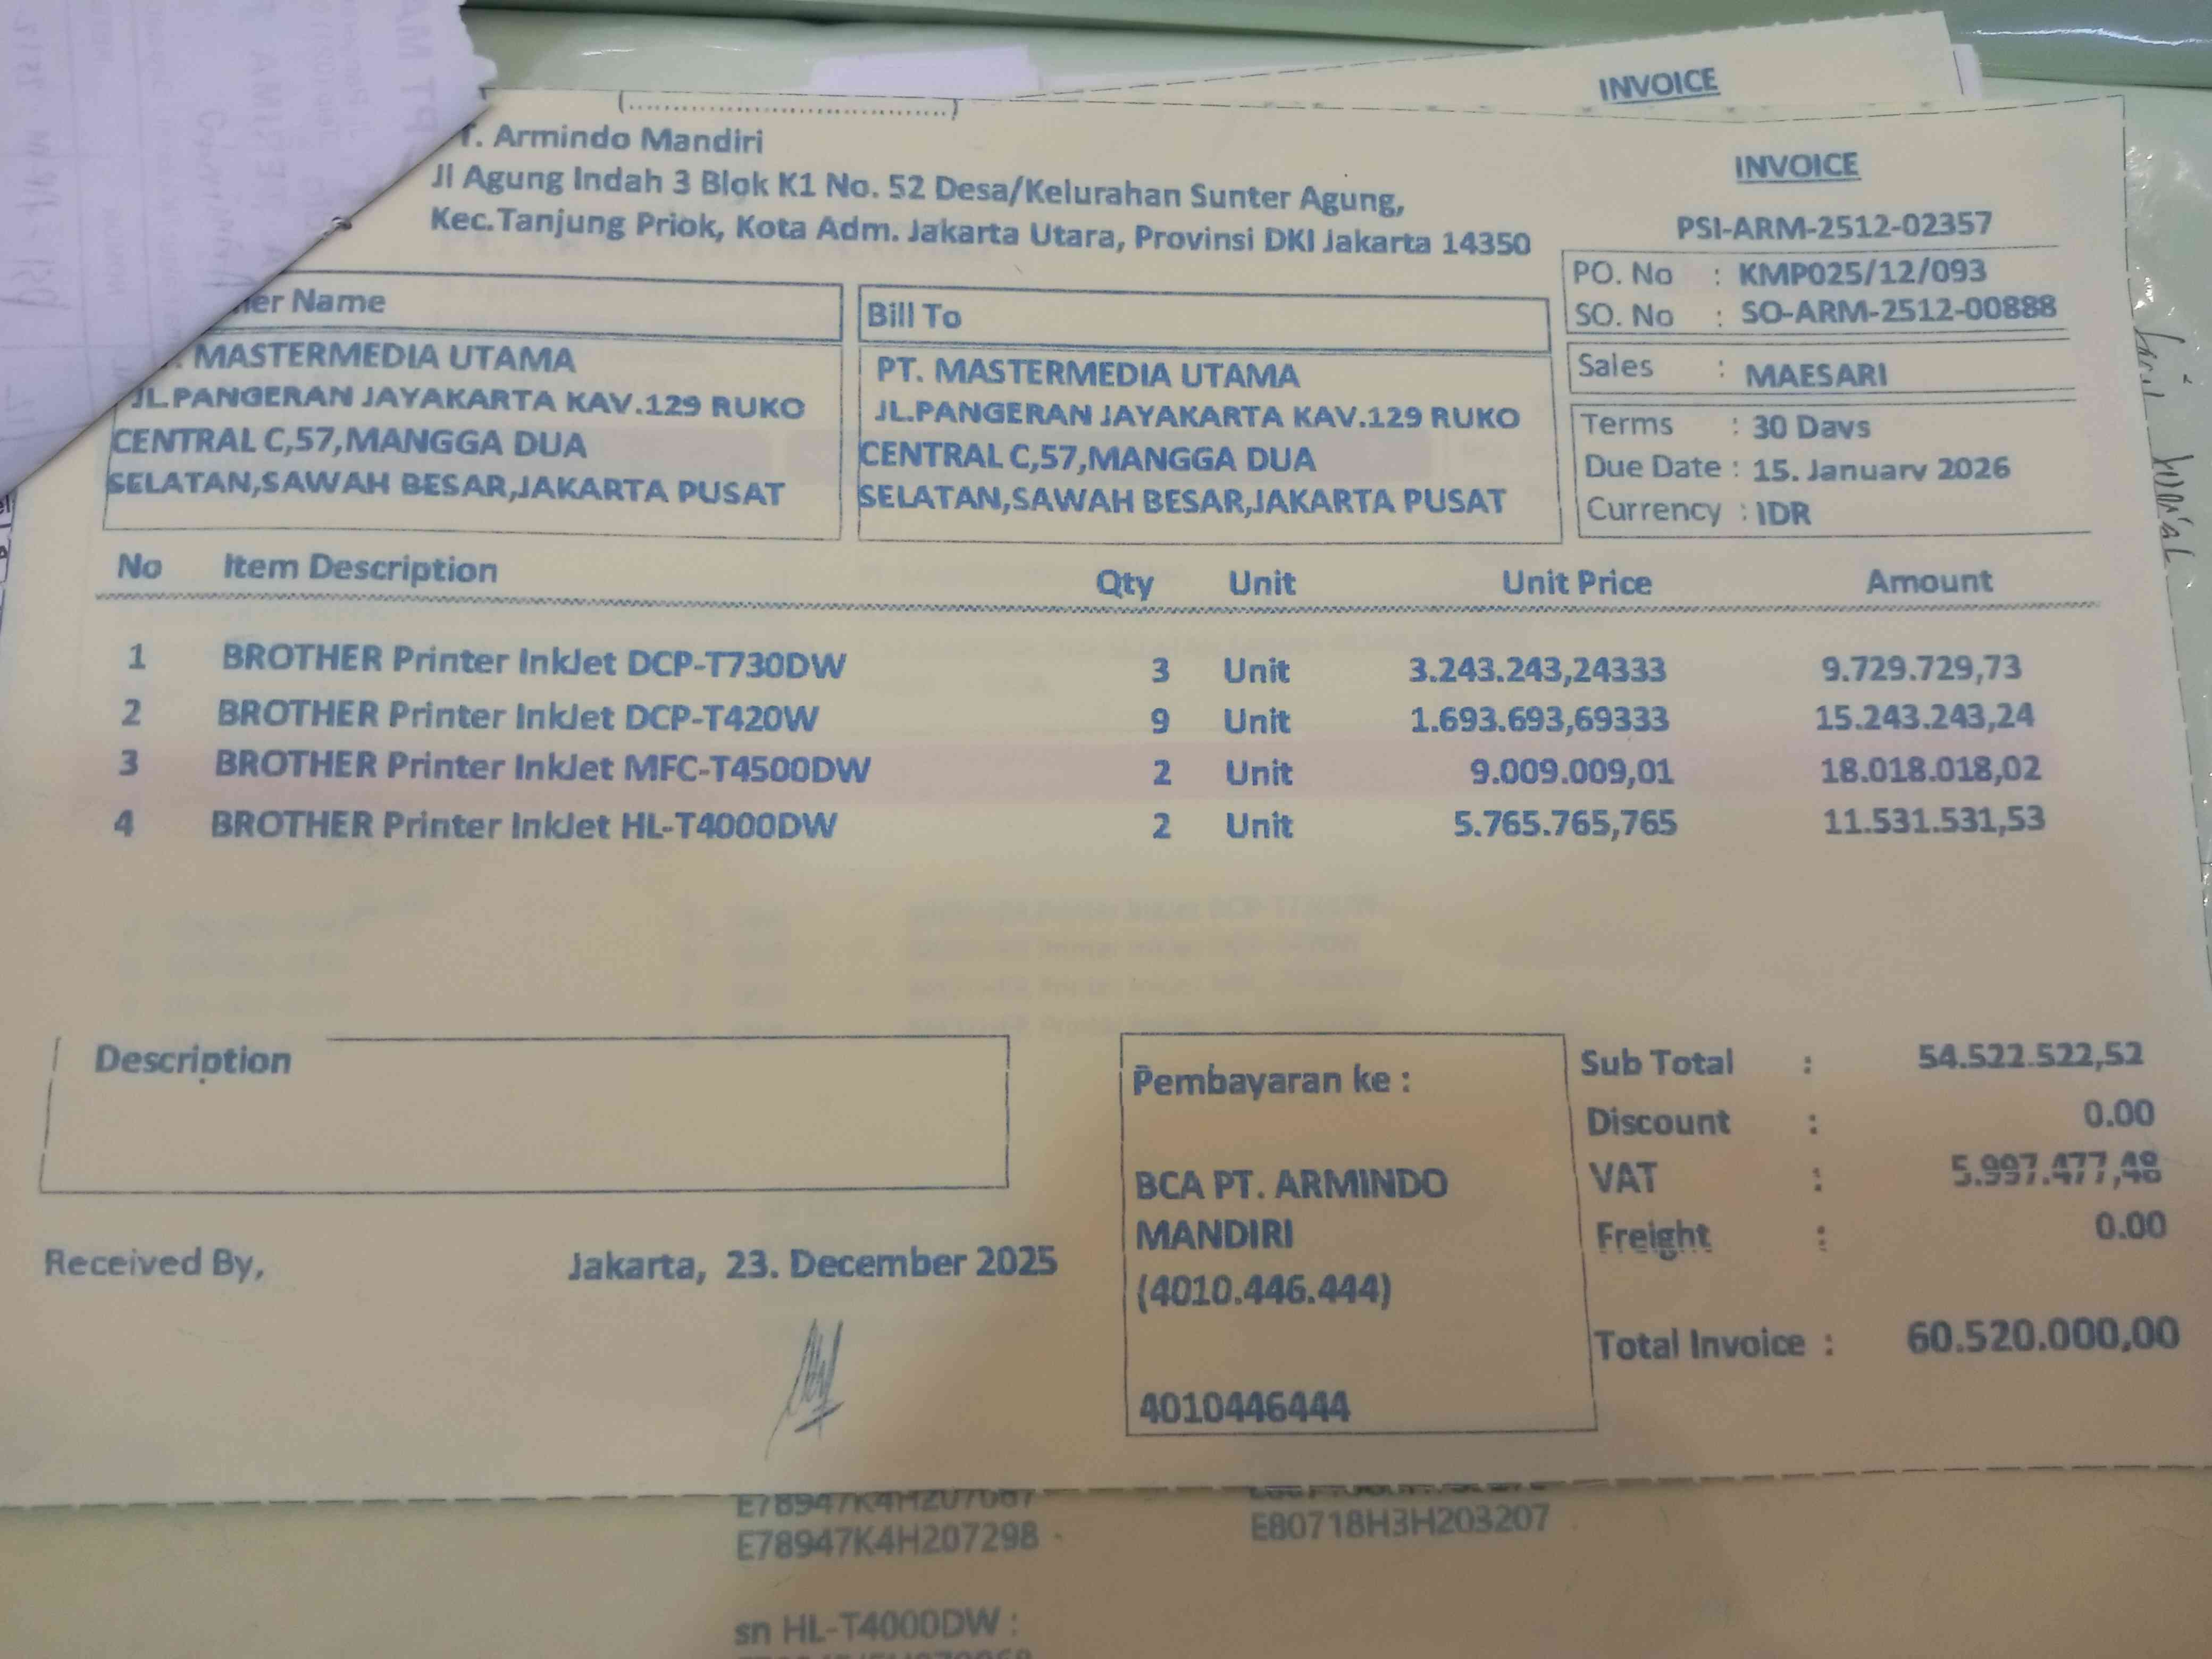 INVOICE
T. Armindo Mandiri
Jl Agung Indah 3 Blok K1 No. 52 Desa/Kelurahan Sunter Agung,
Kec.Tanjung Priok, Kota Adm. Jakarta Utara, Provinsi DKI Jakarta 14350
INVOICE
PSI-ARM-2512-02357
PO. No : KMP025/12/093
SO. No : SO-ARM-2512-00888
Sales : MAESARI
Terms : 30 Days
Due Date : 15. January 2026
Currency : IDR
er Name
MASTERMEDIA UTAMA
JL.PANGERAN JAYAKARTA KAV.129 RUKO
CENTRAL C,57,MANGGA DUA
SELATAN,SAWAH BESAR,JAKARTA PUSAT
Bill To
PT. MASTERMEDIA UTAMA
JL.PANGERAN JAYAKARTA KAV.129 RUKO
CENTRAL C,57,MANGGA DUA
SELATAN,SAWAH BESAR,JAKARTA PUSAT
No Item Description Qty Unit Unit Price Amount
1 BROTHER Printer InkJet DCP-T730DW 3 Unit 3.243.243,24333 9.729.729,73
2 BROTHER Printer InkJet DCP-T420W 9 Unit 1.693.693,69333 15.243.243,24
3 BROTHER Printer InkJet MFC-T4500DW 2 Unit 9.009.009,01 18.018.018,02
4 BROTHER Printer InkJet HL-T4000DW 2 Unit 5.765.765,765 11.531.531,53
Description
Received By,
Jakarta, 23. December 2025
Pembayaran ke :
BCA PT. ARMINDO
MANDIRI
(4010.446.444)
4010446444
Sub Total : 54.522.522,52
Discount : 0.00
VAT : 5.997.477,48
Freight : 0.00
Total Invoice : 60.520.000,00
E78947K4H207087
E78947K4H207298
E80718H3H203207
sn HL-T4000DW :